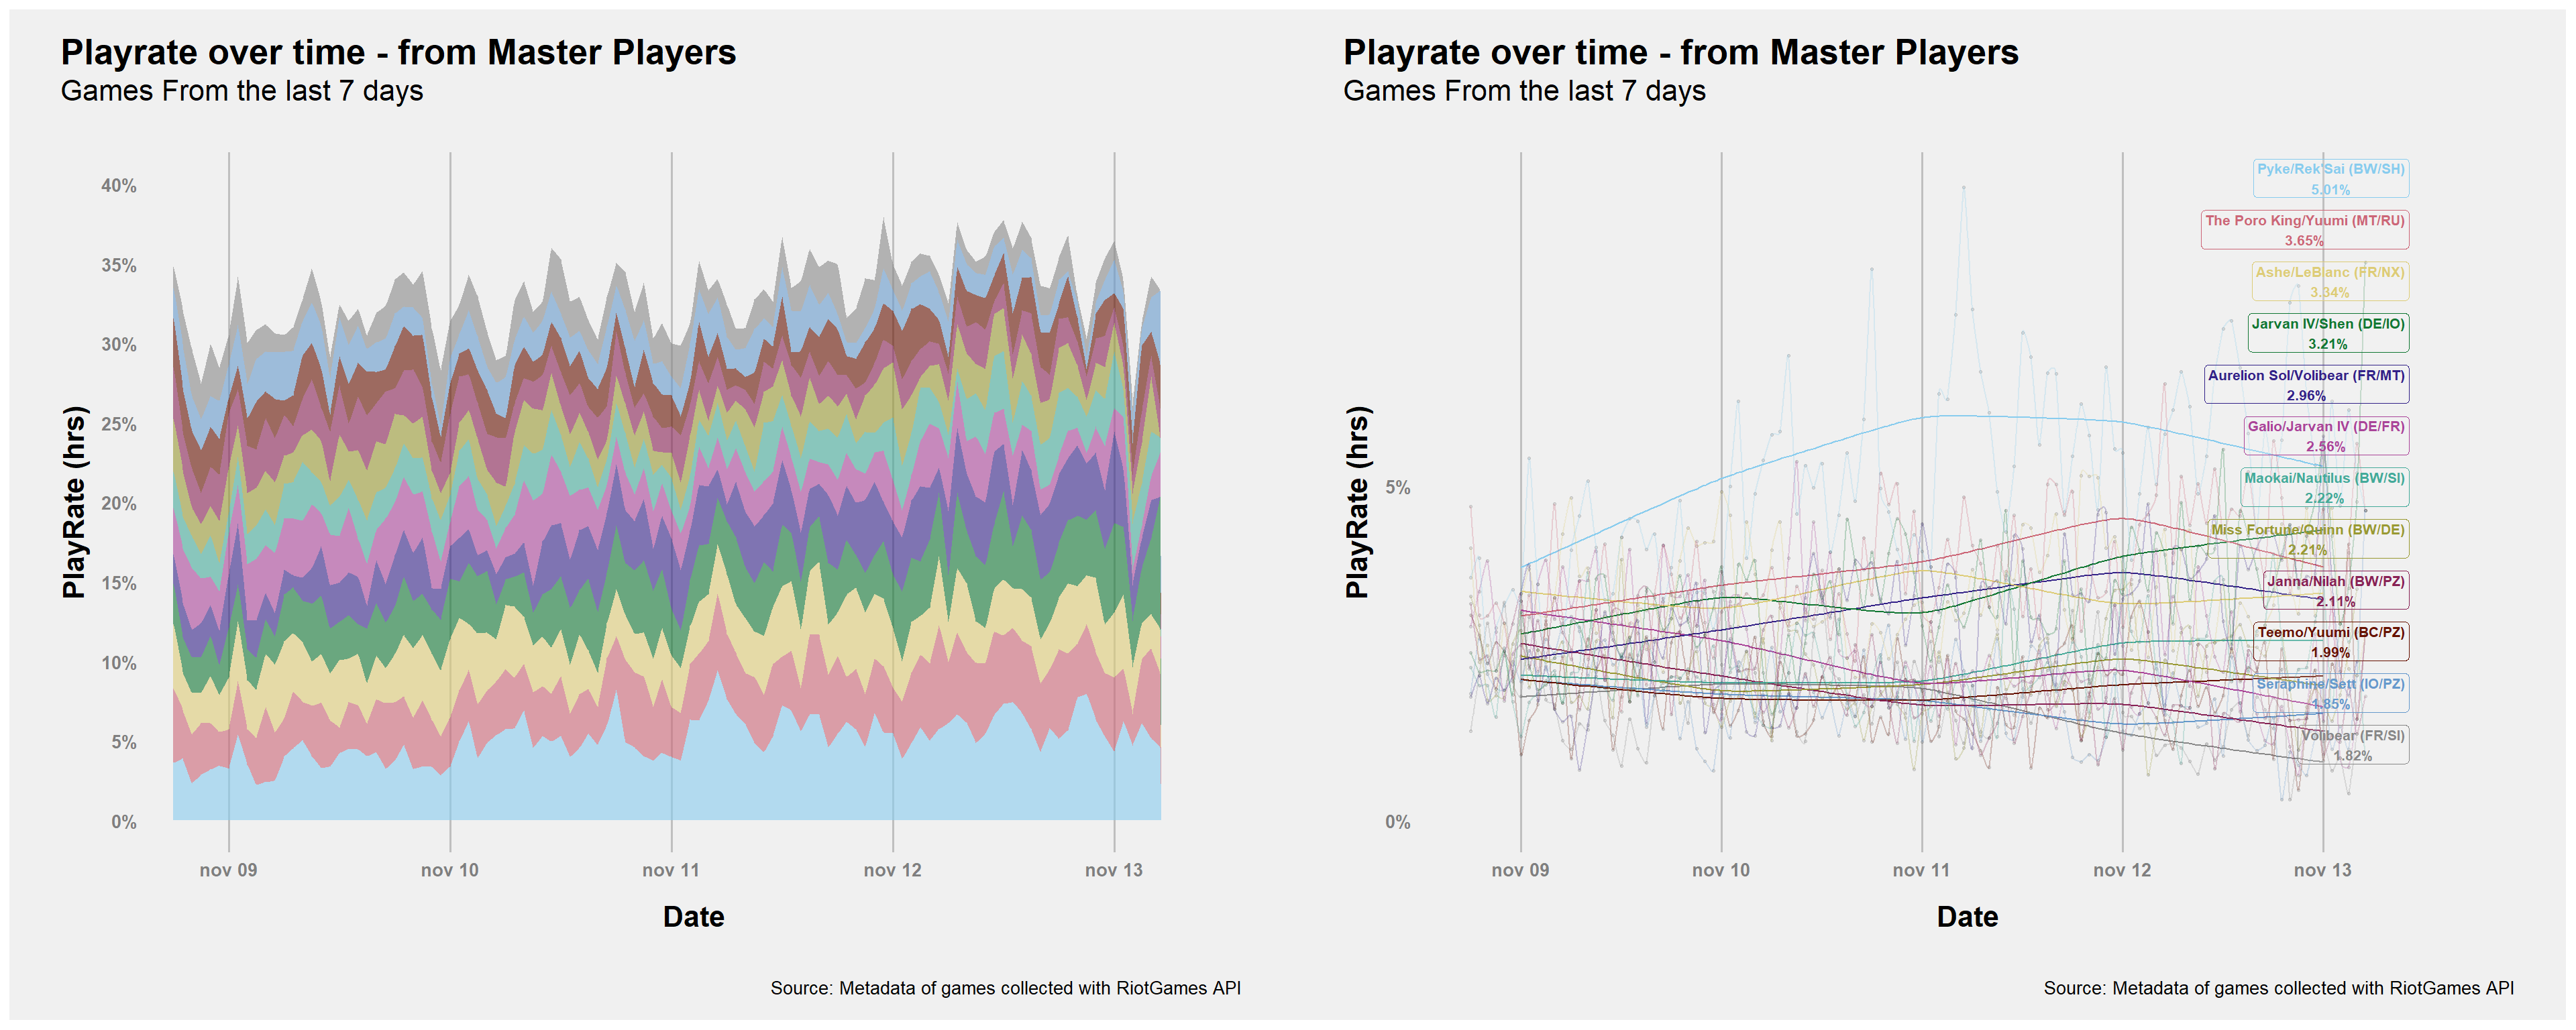 Playrate over time - from Master Players
Games From the last 7 days
PlayRate (hrs)
40%
35%
30%
25%
20%
15%
10%
5%
0%
nov 09
nov 10
nov 11
nov 12
nov 13
Date
Source: Metadata of games collected with RiotGames API
Playrate over time - from Master Players
Games From the last 7 days
PlayRate (hrs)
5%
0%
Pyke/Rek'Sai (BW/SH)
5.01%
The Poro King/Yuumi (MT/RU)
3.65%
Ashe/LeBlanc (FR/NX)
3.34%
Jarvan IV/Shen (DE/IO)
3.21%
Aurelion Sol/Volibear (FR/MT)
2.96%
Galio/Jarvan IV (DE/FR)
2.56%
Maokai/Nautilus (BW/SI)
2.22%
Miss Fortune/Quinn (BW/DE)
2.21%
Janna/Nilah (BW/PZ)
2.11%
Teemo/Yuumi (BC/PZ)
1.99%
Seraphine/Sett (IO/PZ)
1.85%
Volibear (FR/SI)
1.82%
nov 09
nov 10
nov 11
nov 12
nov 13
Date
Source: Metadata of games collected with RiotGames API